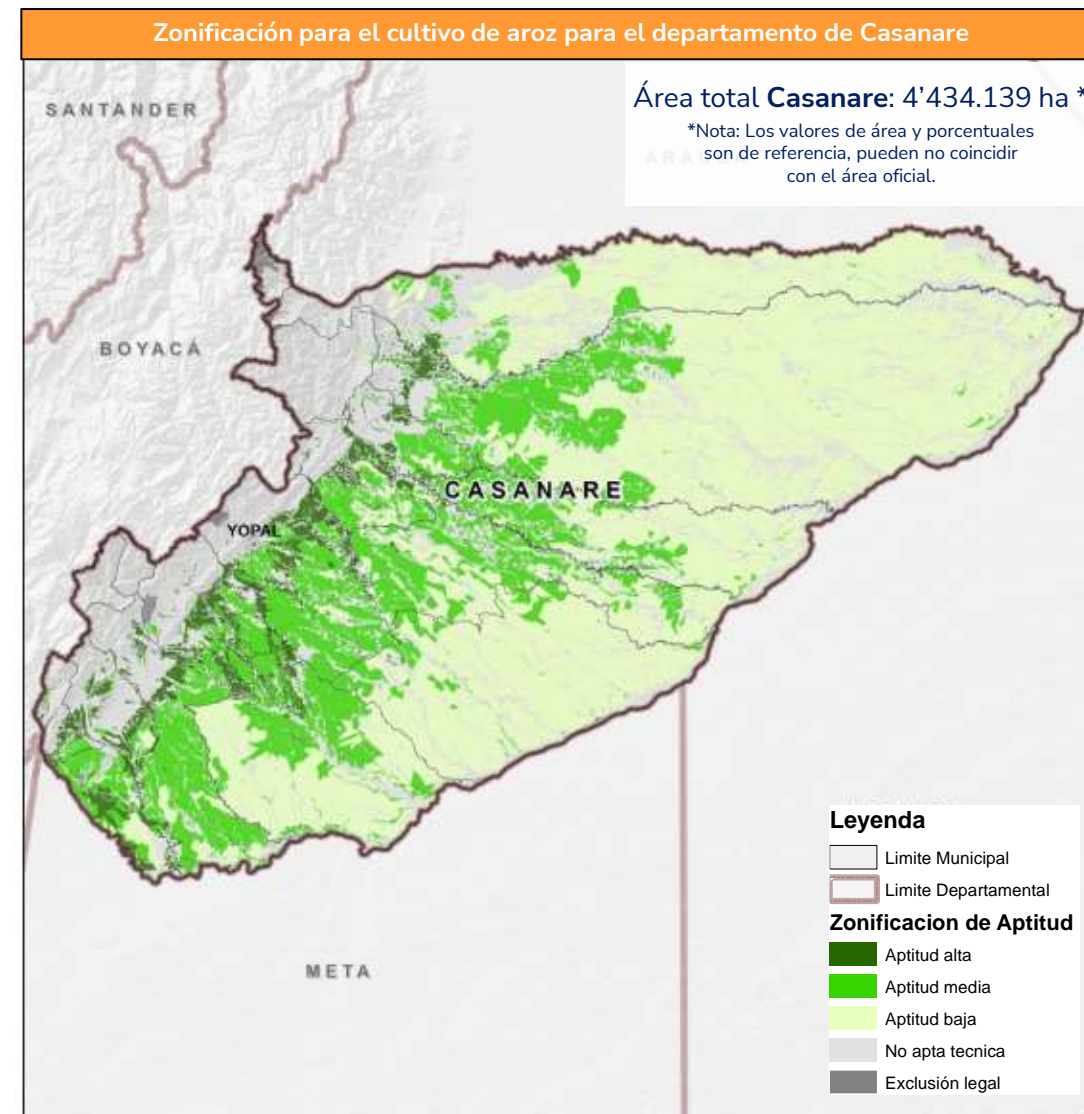 Zonificación para el cultivo de aroz para el departamento de Casanare
SANTANDER
Área total Casanare: 4’434.139 ha *
*Nota: Los valores de área y porcentuales
son de referencia, pueden no coincidir
con el área oficial.
BOYACÁ
CASANARE
YOPAL
META
Leyenda
Limite Municipal
Limite Departamental
Zonificacion de Aptitud
Aptitud alta
Aptitud media
Aptitud baja
No apta tecnica
Exclusión legal